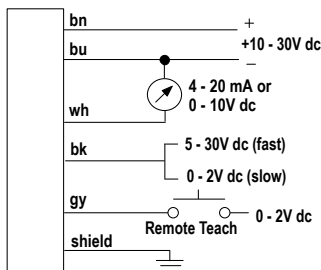 bn
+
+10 - 30V dc
bu
–
4 - 20 mA or
0 - 10V dc
wh
bk
5 - 30V dc (fast)
0 - 2V dc (slow)
gy
0 - 2V dc
Remote Teach
shield